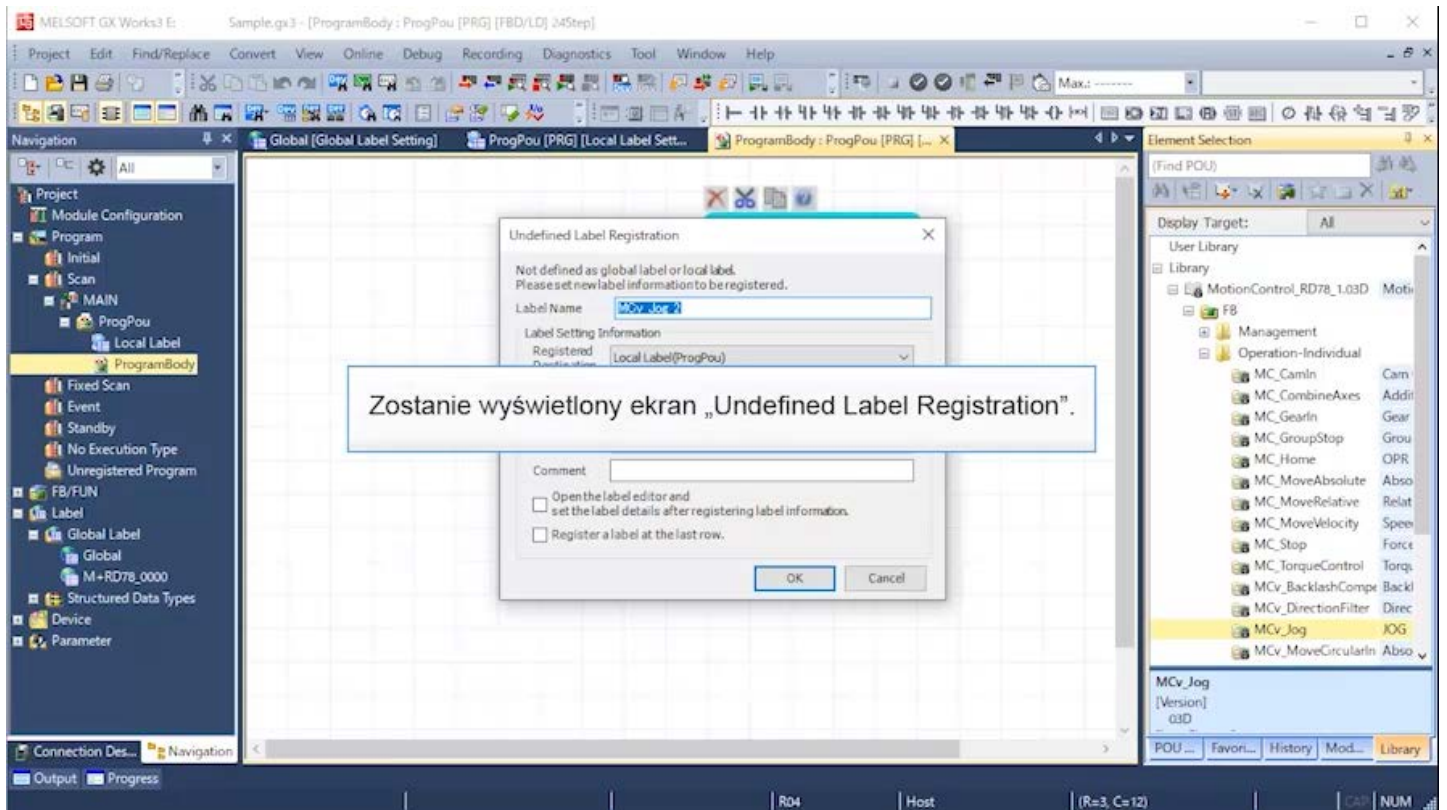 MELSOFT GX Works3 E: Sample.gx3 - [ProgramBody : ProgPou [PRG] [FBD/LD] 24Step]
Project Edit Find/Replace Convert View Online Debug Recording Diagnostics Tool Window Help
Max.: -------
Navigation
Global [Global Label Setting] ProgPou [PRG] [Local Label Sett... ProgramBody : ProgPou [PRG] [...
Element Selection
All
(Find POU)
Project
Module Configuration
Program
Initial
Scan
MAIN
ProgPou
Local Label
ProgramBody
Fixed Scan
Event
Standby
No Execution Type
Unregistered Program
FB/FUN
Label
Global Label
Global
M+RD78_0000
Structured Data Types
Device
Parameter
Undefined Label Registration
Not defined as global label or local label.
Please set new label information to be registered.
Label Name MCv_Jog_2
Label Setting Information
Registered
Destination
Local Label(ProgPou)
Zostanie wyświetlony ekran „Undefined Label Registration”.
Comment
Open the label editor and
set the label details after registering label information.
Register a label at the last row.
OK Cancel
Display Target: All
User Library
Library
MotionControl_RD78_1.03D Motio
FB
Management
Operation-Individual
MC_CamIn Cam
MC_CombineAxes Addit
MC_GearIn Gear
MC_GroupStop Grou
MC_Home OPR
MC_MoveAbsolute Abso
MC_MoveRelative Relat
MC_MoveVelocity Speed
MC_Stop Force
MC_TorqueControl Torqu
MCv_BacklashCompe Backl
MCv_DirectionFilter Direc
MCv_Jog JOG
MCv_MoveCircularIn Abso
MCv_Jog
[Version]
03D
Connection Des... Navigation
POU ... Favori... History Mod... Library
Output Progress
R04 Host (R=3, C=12) CAP NUM